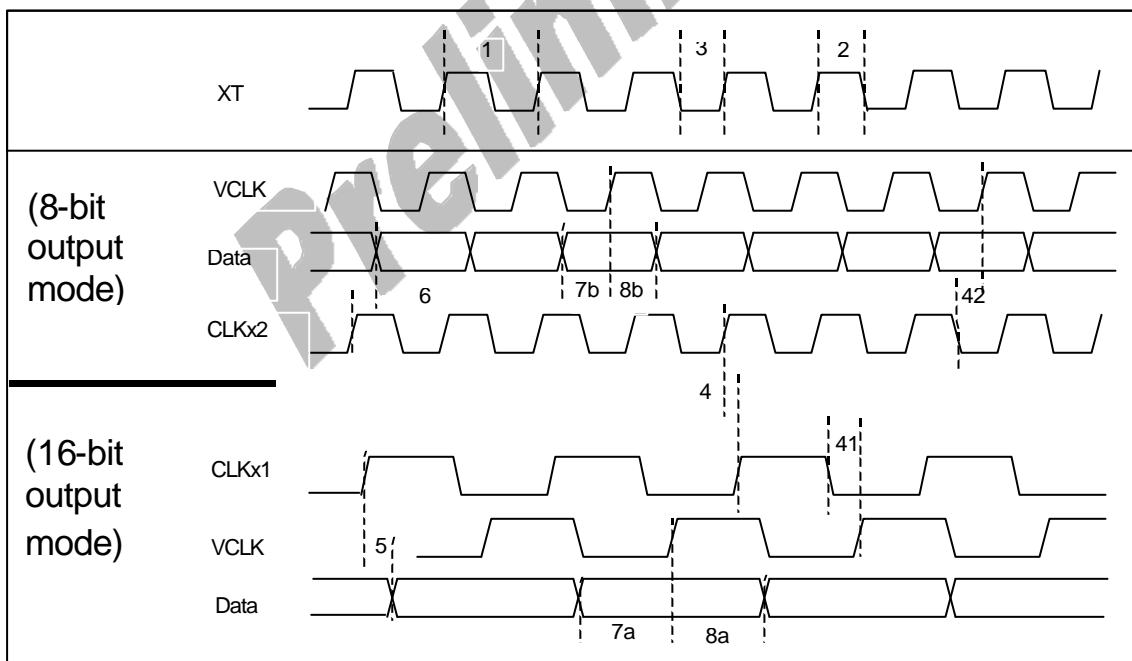 Prelim
1
3
2
XT
(8-bit
output
mode)
VCLK
Data
6
7b
8b
42
CLKx2
4
(16-bit
output
mode)
CLKx1
41
VCLK
5
Data
7a
8a